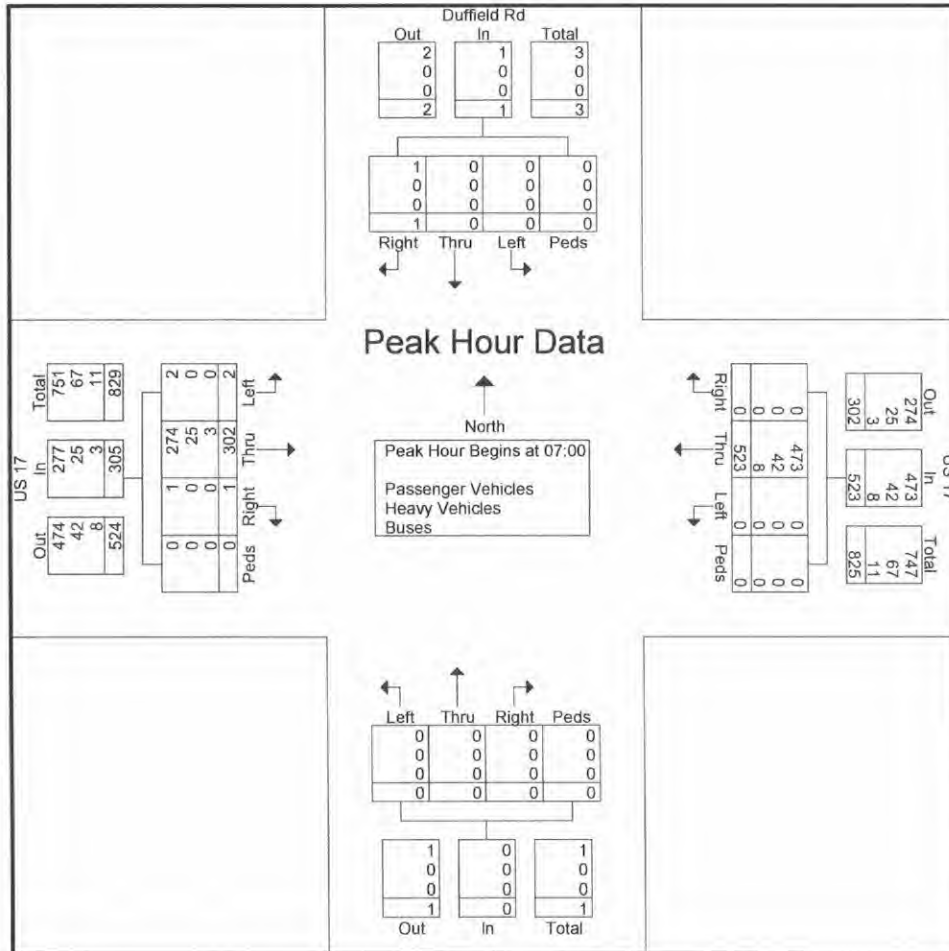 Duffield Rd
Out In Total
2 1 3
0 0 0
0 0 0
2 1 3
1 0 0 0
0 0 0 0
0 0 0 0
1 0 0 0
Right Thru Left Peds
Peak Hour Data
North
Peak Hour Begins at 07:00
Passenger Vehicles
Heavy Vehicles
Buses
US 17
Out In Total
474 277 751
42 25 67
8 3 11
524 305 829
Peds Right Thru Left
0 1 274 2
0 0 25 0
0 0 3 0
0 1 302 2
US 17
Out In Total
274 473 747
25 42 67
3 8 11
302 523 825
Right Thru Left Peds
0 473 0 0
0 42 0 0
0 8 0 0
0 523 0 0
Left Thru Right Peds
0 0 0 0
0 0 0 0
0 0 0 0
0 0 0 0
1 0 1
0 0 0
0 0 0
1 0 1
Out In Total